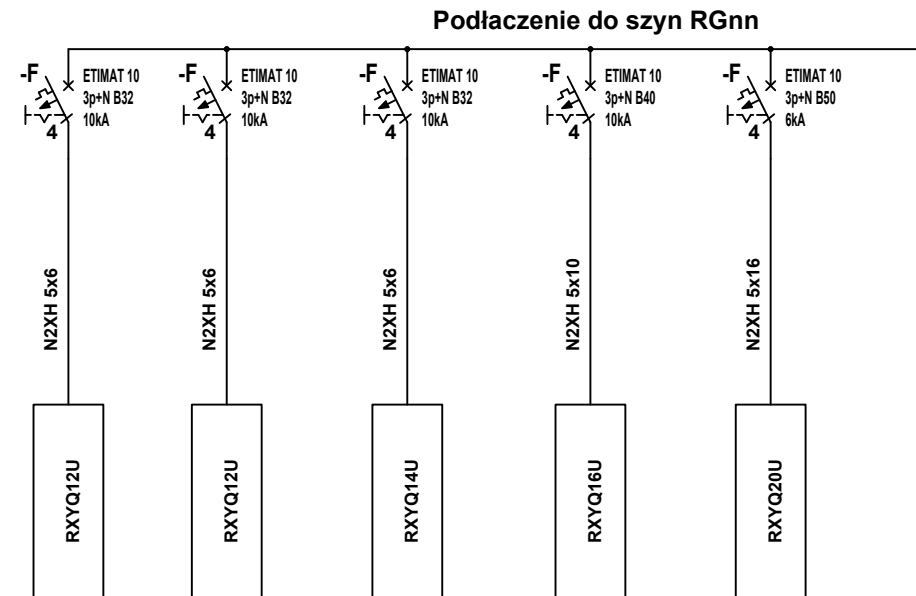 Podłaczenie do szyn RGnn
-F
ETIMAT 10
3p+N B32
10kA
4
-F
ETIMAT 10
3p+N B32
10kA
4
-F
ETIMAT 10
3p+N B32
10kA
4
-F
ETIMAT 10
3p+N B40
10kA
4
-F
ETIMAT 10
3p+N B50
6kA
4
N2XH 5x6
N2XH 5x6
N2XH 5x6
N2XH 5x10
N2XH 5x16
RXYQ12U
RXYQ12U
RXYQ14U
RXYQ16U
RXYQ20U